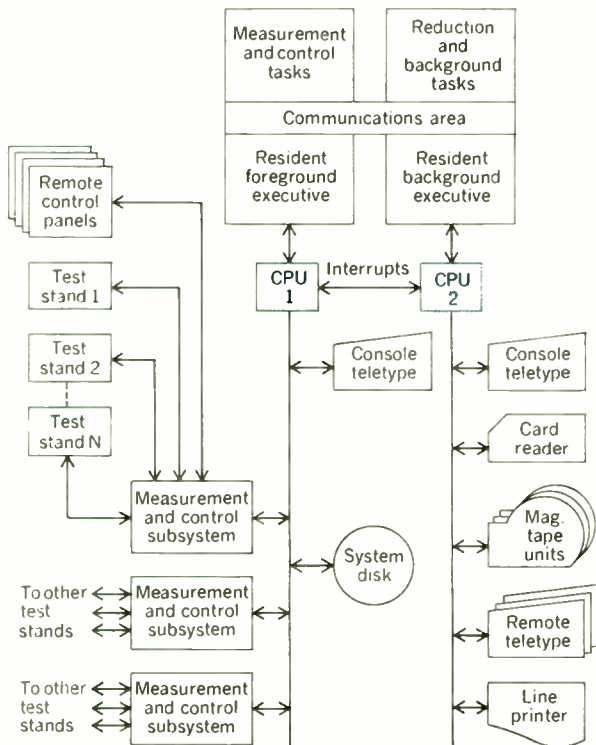 Measurement
and control
tasks
Reduction
and
background
tasks
Communications area
Resident
foreground
executive
Resident
background
executive
Remote
control
panels
CPU
1
Interrupts
CPU
2
Test
stand 1
Test
stand 2
Test
stand N
Console
teletype
Console
teletype
Card
reader
Measurement
and control
subsystem
System
disk
Mag.
tape
units
To other
test
stands
Measurement
and control
subsystem
Remote
teletype
To other
test
stands
Measurement
and control
subsystem
Line
printer